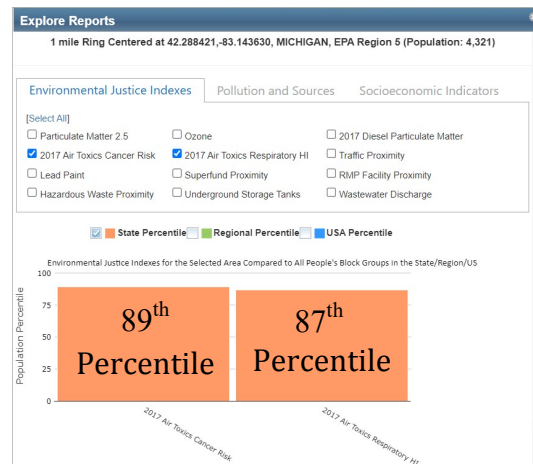 Explore Reports
1 mile Ring Centered at 42.288421,-83.143630, MICHIGAN, EPA Region 5 (Population: 4,321)
Environmental Justice Indexes Pollution and Sources Socioeconomic Indicators
[Select All]
Particulate Matter 2.5 Ozone 2017 Diesel Particulate Matter
2017 Air Toxics Cancer Risk 2017 Air Toxics Respiratory HI Traffic Proximity
Lead Paint Superfund Proximity RMP Facility Proximity
Hazardous Waste Proximity Underground Storage Tanks Wastewater Discharge
State Percentile Regional Percentile USA Percentile
Environmental Justice Indexes for the Selected Area Compared to All People's Block Groups in the State/Region/US
Population Percentile
100
75
50
25
0
89th
Percentile
87th
Percentile
2017 Air Toxics Cancer Risk
2017 Air Toxics Respiratory HI